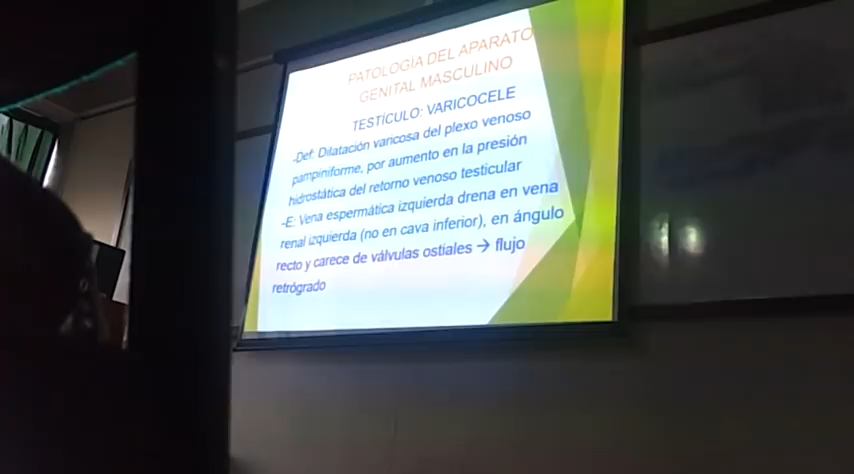 PATOLOGIA DEL APARATO
GENITAL MASCULINO
TESTÍCULO: VARICOCELE
-Def: Dilatación varicosa del plexo venoso
pampiniforme, por aumento en la presión
hidrostática del retorno venoso testicular
-E: Vena espermática izquierda drena en vena
renal izquierda (no en cava inferior), en ángulo
recto y carece de válvulas ostiales → flujo
retrógrado